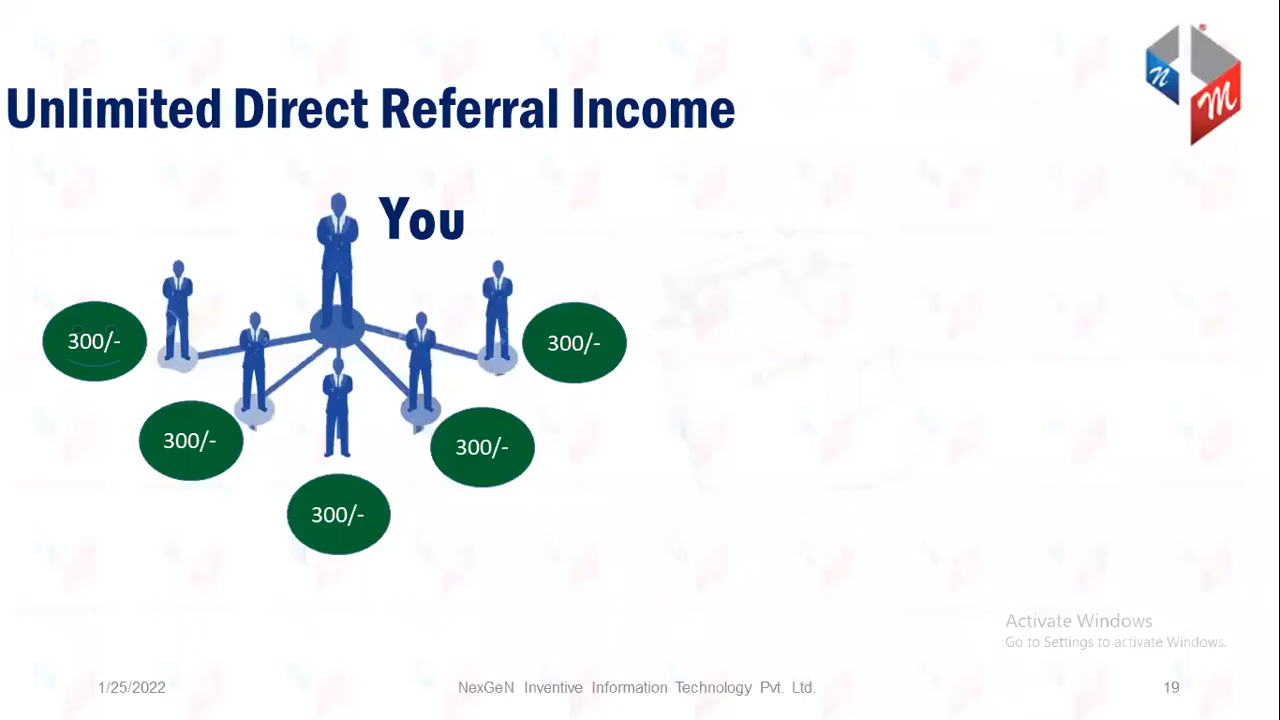 Unlimited Direct Referral Income
n
m
®
You
300/-
300/-
300/-
300/-
300/-
Activate Windows
Go to Settings to activate Windows.
1/25/2022
NexGeN Inventive Information Technology Pvt. Ltd.
19